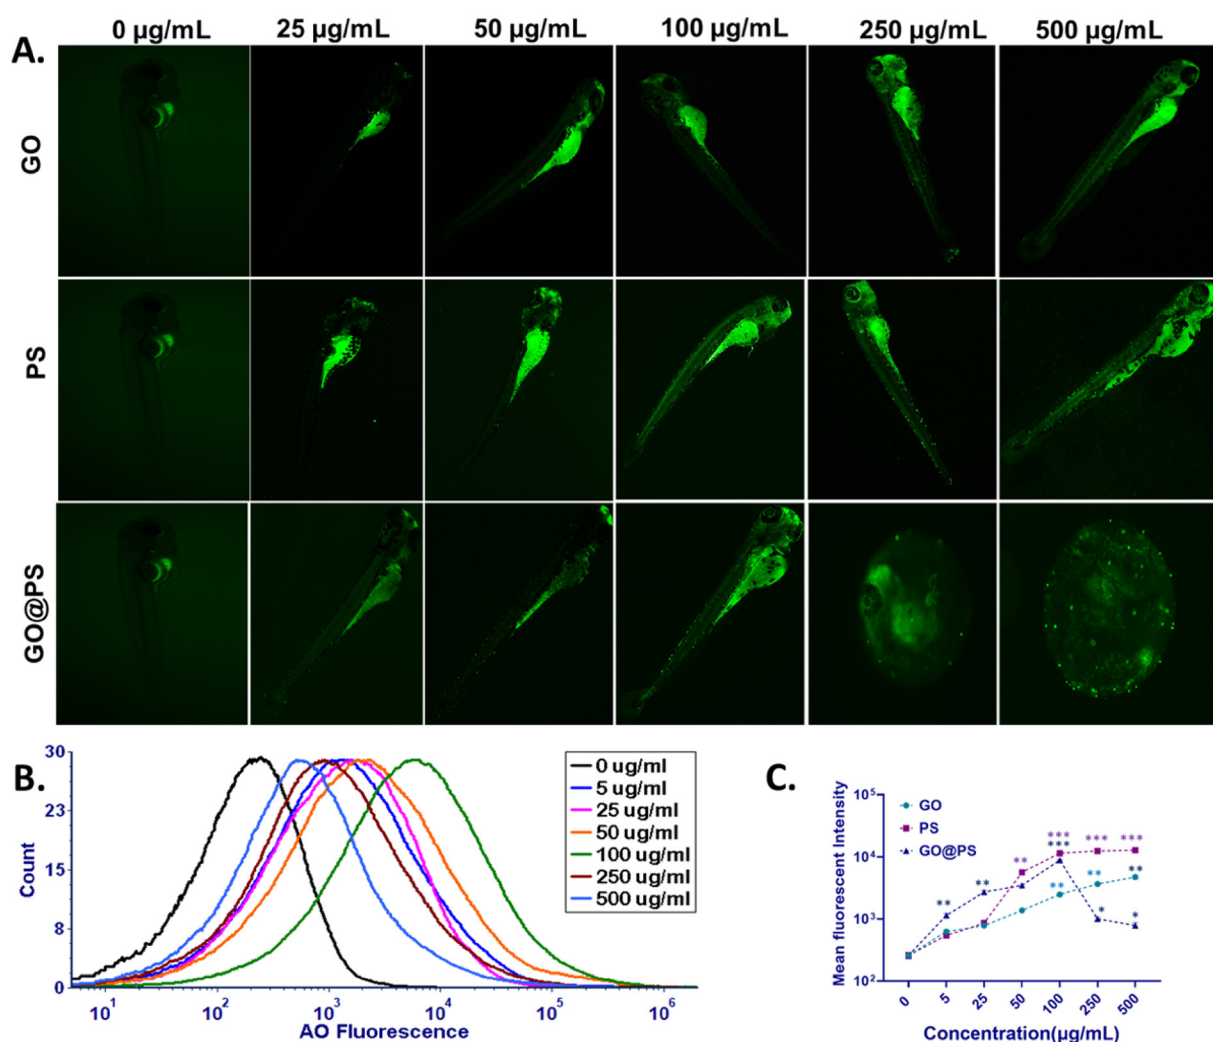 A.
0 µg/mL 25 µg/mL 50 µg/mL 100 µg/mL 250 µg/mL 500 µg/mL
GO
PS
GO@PS
B.
30
23
15
8
0
Count
10¹ 10² 10³ 10⁴ 10⁵ 10⁶
AO Fluorescence
0 ug/ml
5 ug/ml
25 ug/ml
50 ug/ml
100 ug/ml
250 ug/ml
500 ug/ml
C.
Mean fluorescent Intensity
10⁵
10⁴
10³
10²
GO
PS
GO@PS
*** *** ***
***
** ** ** ** ** **
* *
0 5 25 50 100 250 500
Concentration(µg/mL)